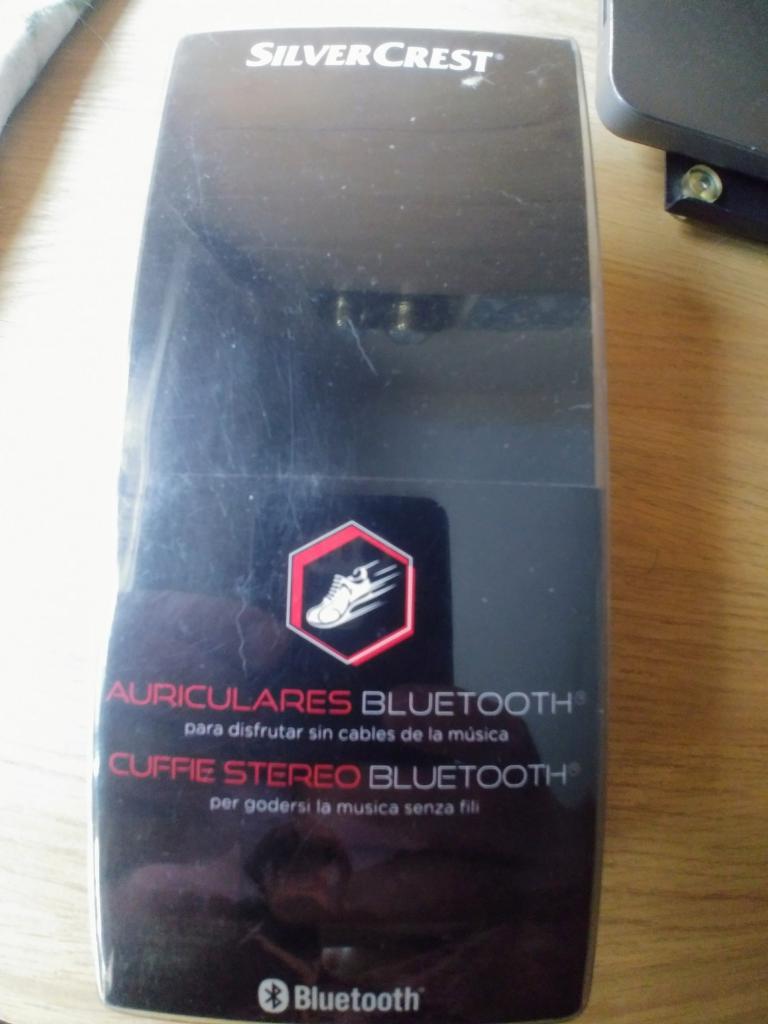 SILVERCREST®
AURICULARES BLUETOOTH®
para disfrutar sin cables de la música
CUFFIE STEREO BLUETOOTH®
per godersi la musica senza fili
Bluetooth®